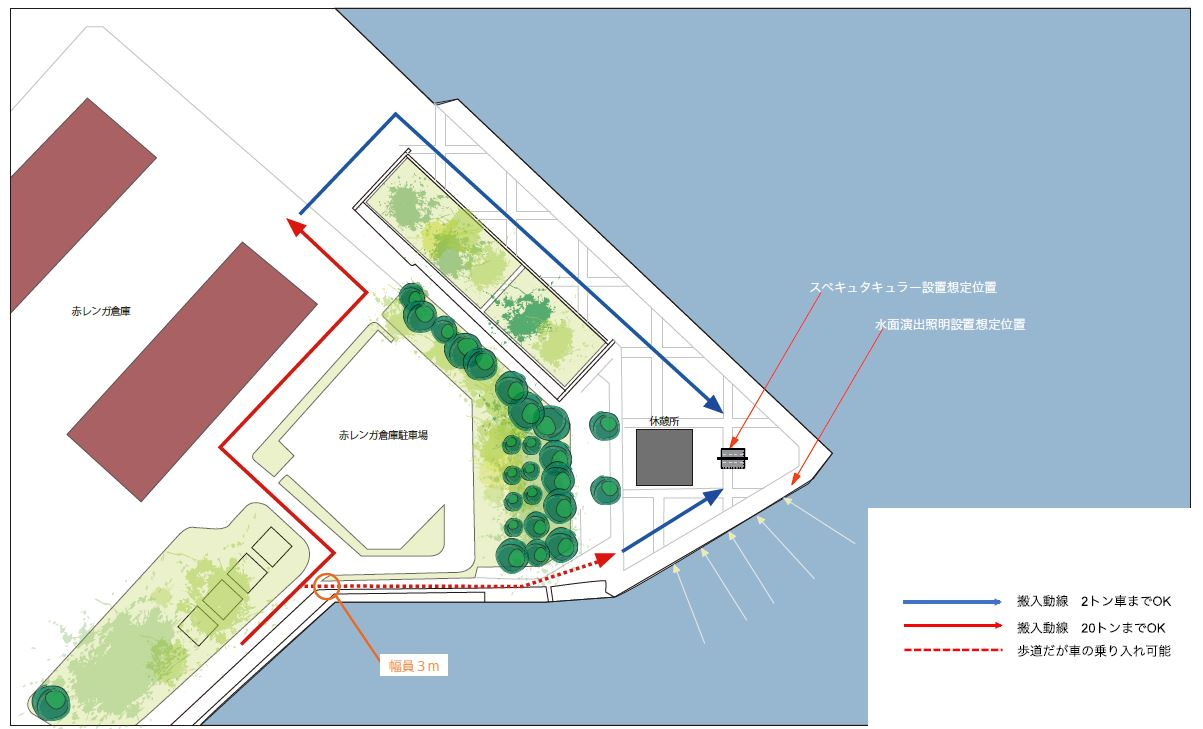 スペキュタキュラー設置想定位置
水面演出照明設置想定位置
赤レンガ倉庫
休憩所
赤レンガ倉庫駐車場
幅員３ｍ
搬入動線　2トン車までOK
搬入動線　20トンまでOK
歩道だが車の乗り入れ可能